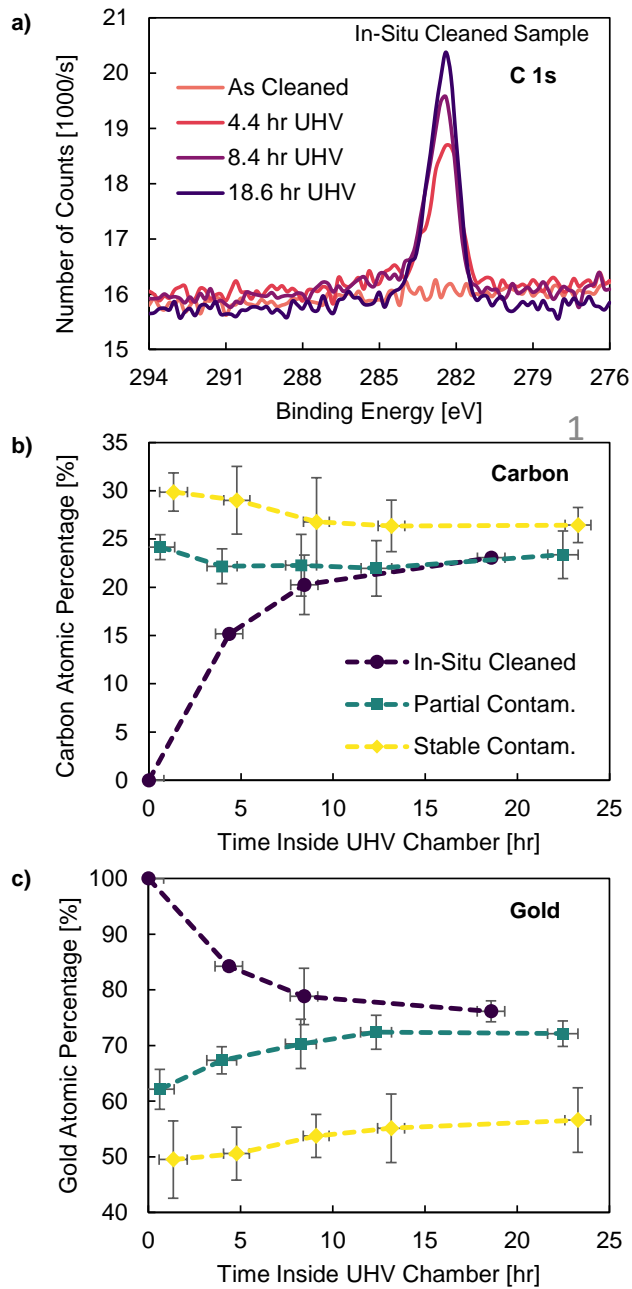 a)
In-Situ Cleaned Sample
C 1s
As Cleaned
4.4 hr UHV
8.4 hr UHV
18.6 hr UHV
Number of Counts [1000/s]
21
20
19
18
17
16
15
294 291 288 285 282 279 276
Binding Energy [eV]
1
b)
Carbon
Carbon Atomic Percentage [%]
35
30
25
20
15
10
5
0
In-Situ Cleaned
Partial Contam.
Stable Contam.
0 5 10 15 20 25
Time Inside UHV Chamber [hr]
c)
Gold
Gold Atomic Percentage [%]
100
90
80
70
60
50
40
0 5 10 15 20 25
Time Inside UHV Chamber [hr]